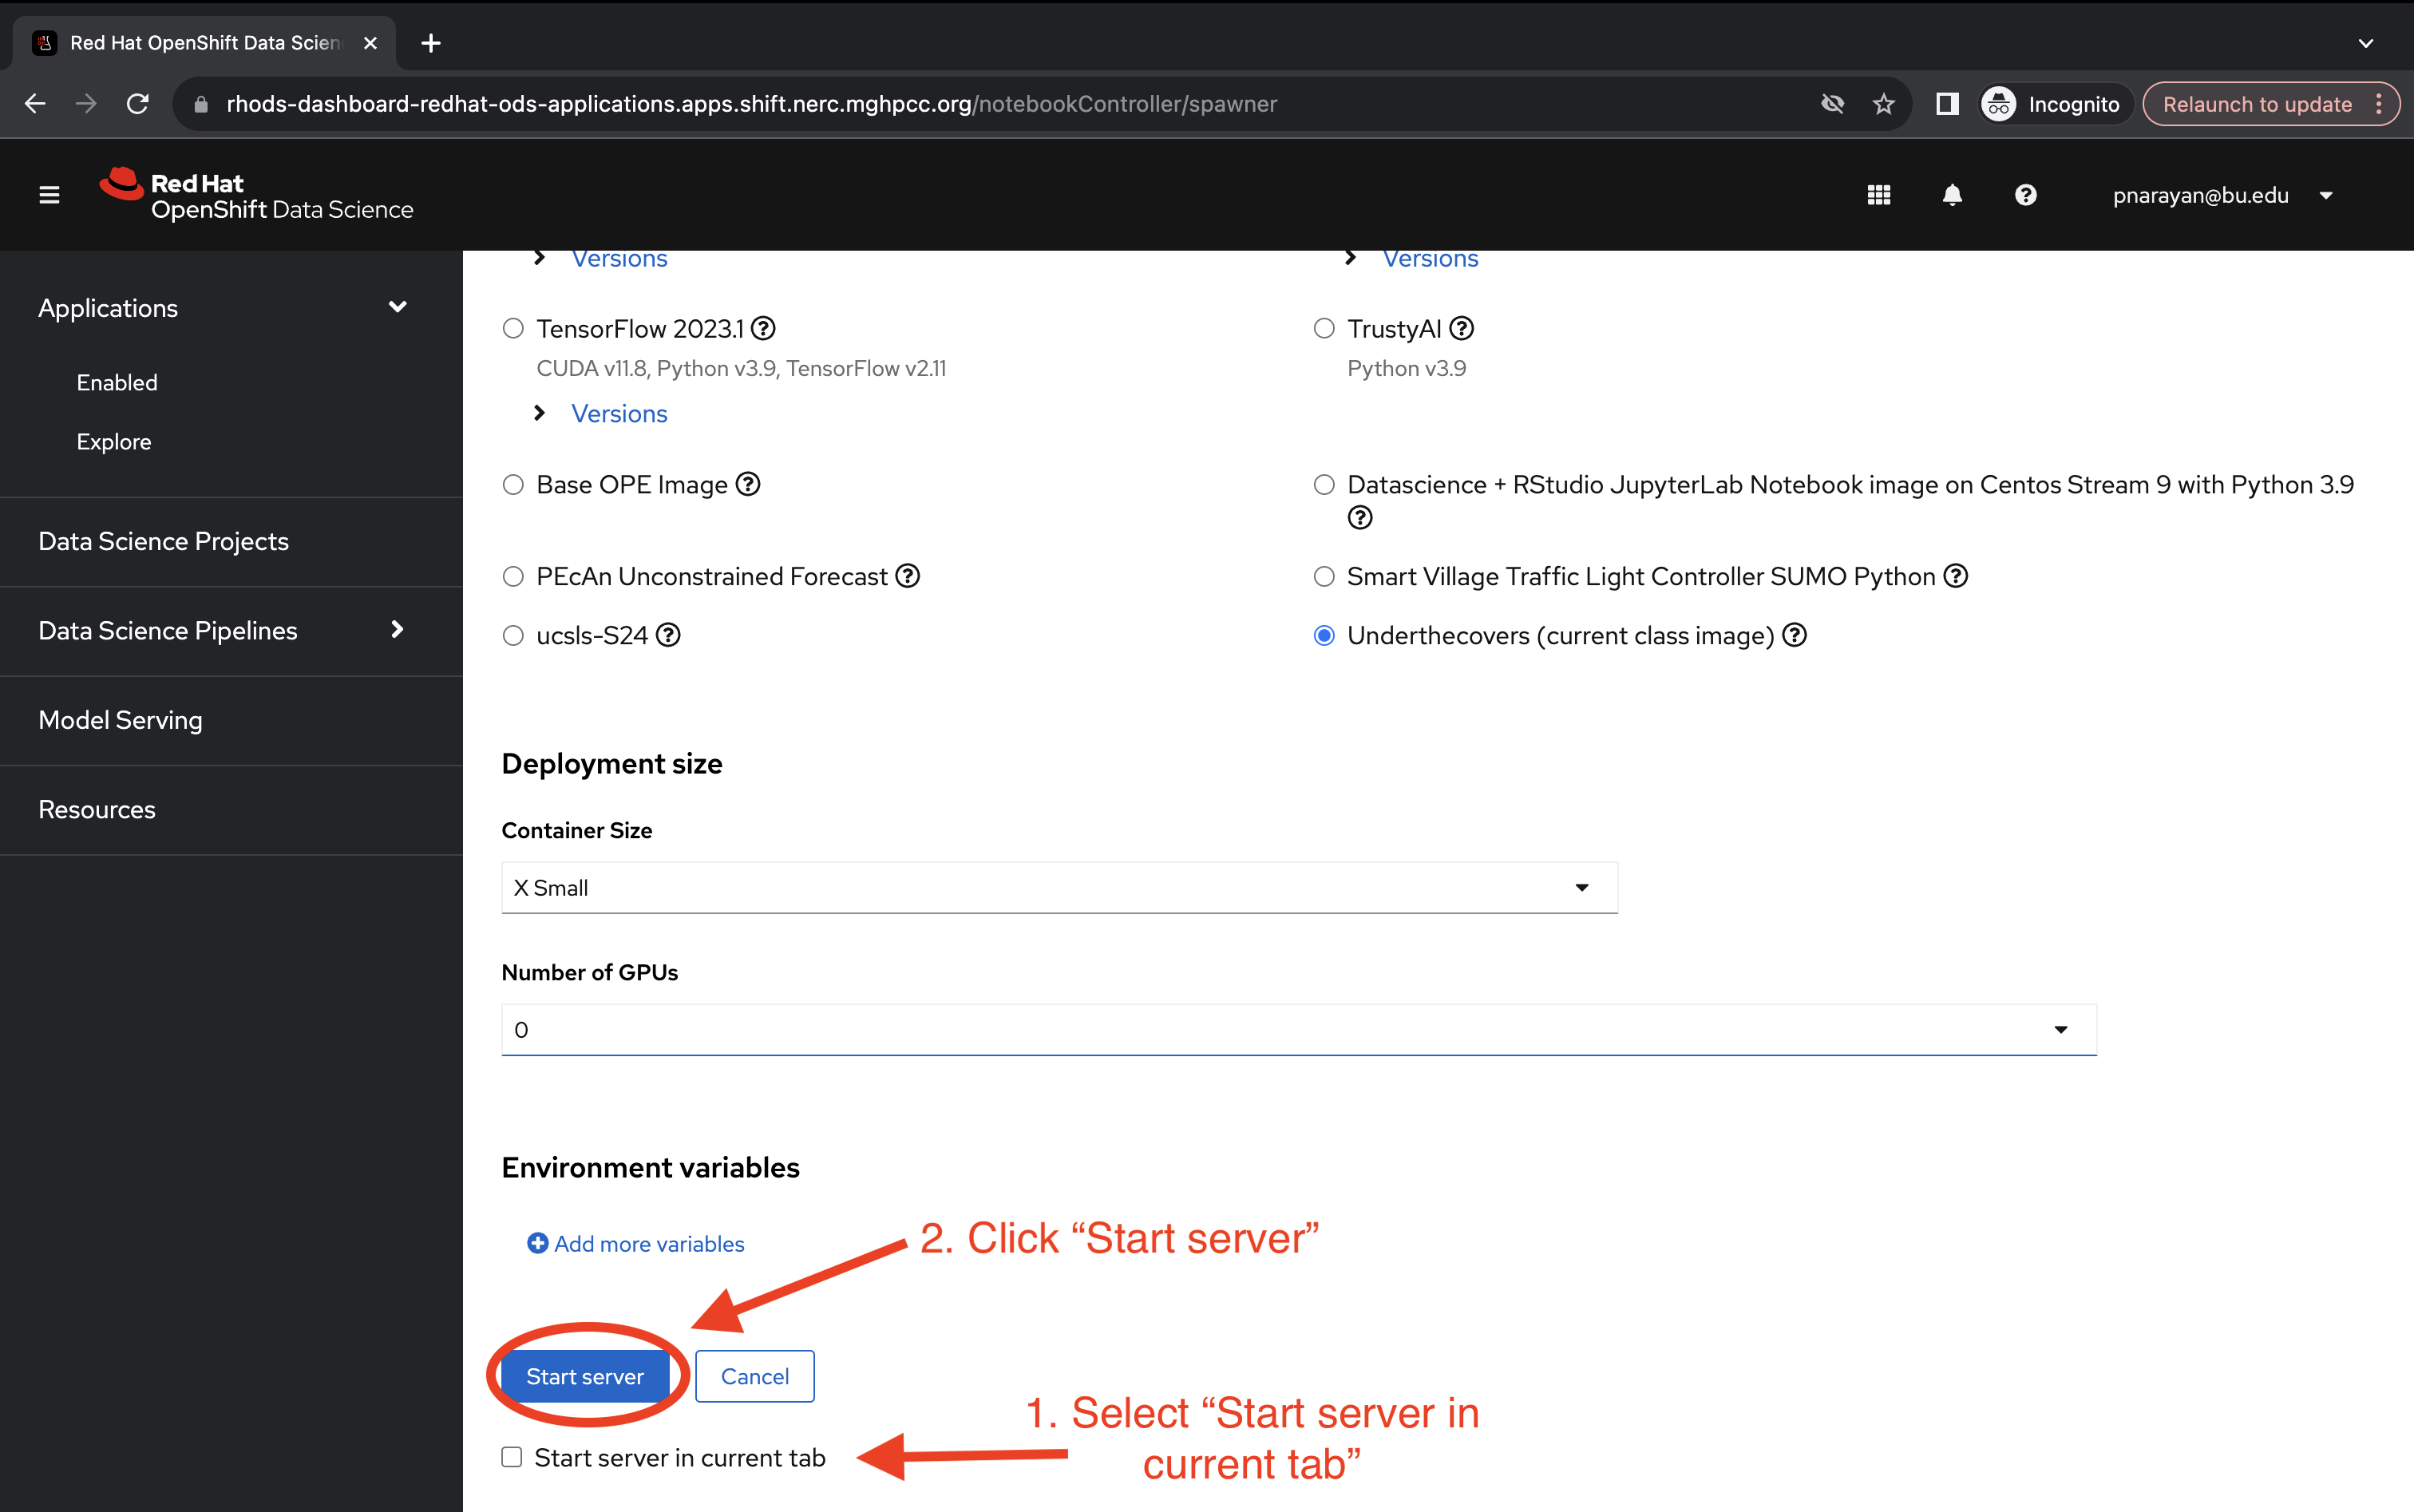 Red Hat OpenShift Data Scien
rhods-dashboard-redhat-ods-applications.apps.shift.nerc.mghpcc.org/notebookController/spawner
Incognito
Relaunch to update
Red Hat
OpenShift Data Science
pnarayan@bu.edu
Applications
Enabled
Explore
Data Science Projects
Data Science Pipelines
Model Serving
Resources
Versions
Versions
TensorFlow 2023.1
TrustyAI
CUDA v11.8, Python v3.9, TensorFlow v2.11
Python v3.9
Versions
Base OPE Image
Datascience + RStudio JupyterLab Notebook image on Centos Stream 9 with Python 3.9
PEcAn Unconstrained Forecast
Smart Village Traffic Light Controller SUMO Python
ucsls-S24
Underthecovers (current class image)
Deployment size
Container Size
X Small
Number of GPUs
0
Environment variables
Add more variables
2. Click “Start server”
Start server
Cancel
1. Select “Start server in
current tab”
Start server in current tab